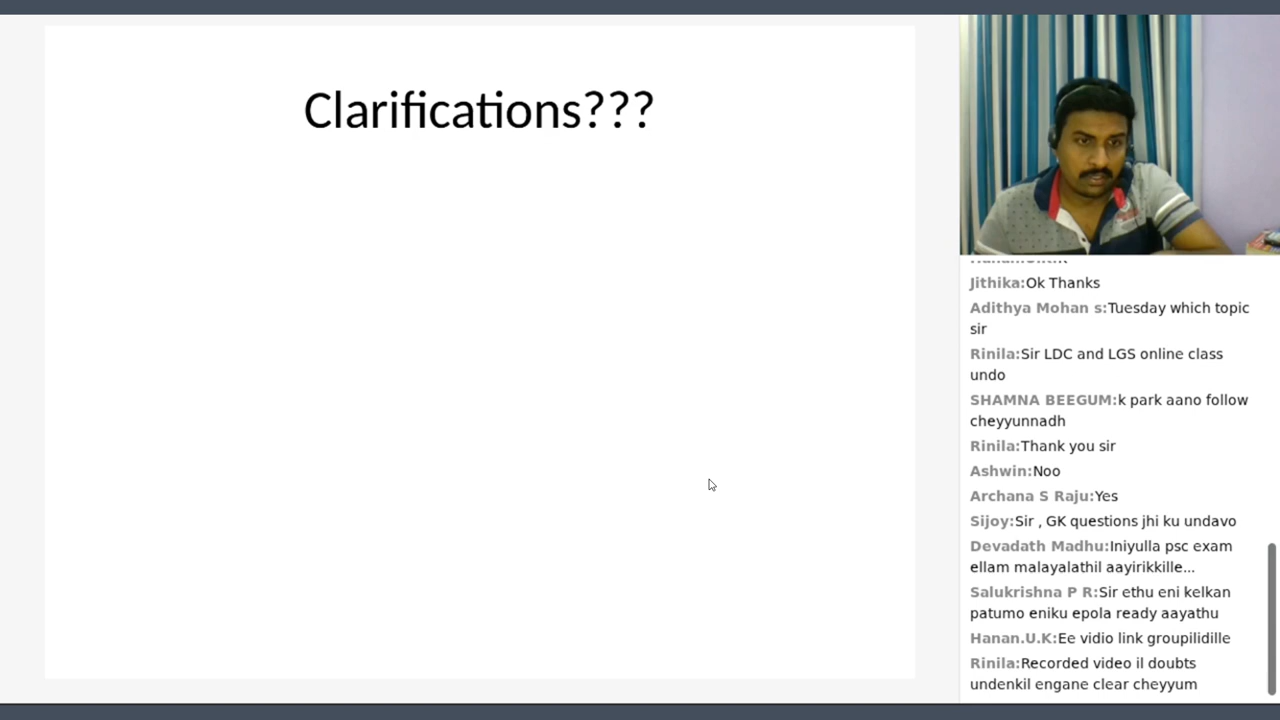 Clarifications???
Jithika:Ok Thanks
Adithya Mohan s:Tuesday which topic
sir
Rinila:Sir LDC and LGS online class
undo
SHAMNA BEEGUM:k park aano follow
cheyyunnadh
Rinila:Thank you sir
Ashwin:Noo
Archana S Raju:Yes
Sijoy:Sir , GK questions jhi ku undavo
Devadath Madhu:Iniyulla psc exam
ellam malayalathil aayirikkille...
Salukrishna P R:Sir ethu eni kelkan
patumo eniku epola ready aayathu
Hanan.U.K:Ee vidio link groupilidille
Rinila:Recorded video il doubts
undenkil engane clear cheyyum